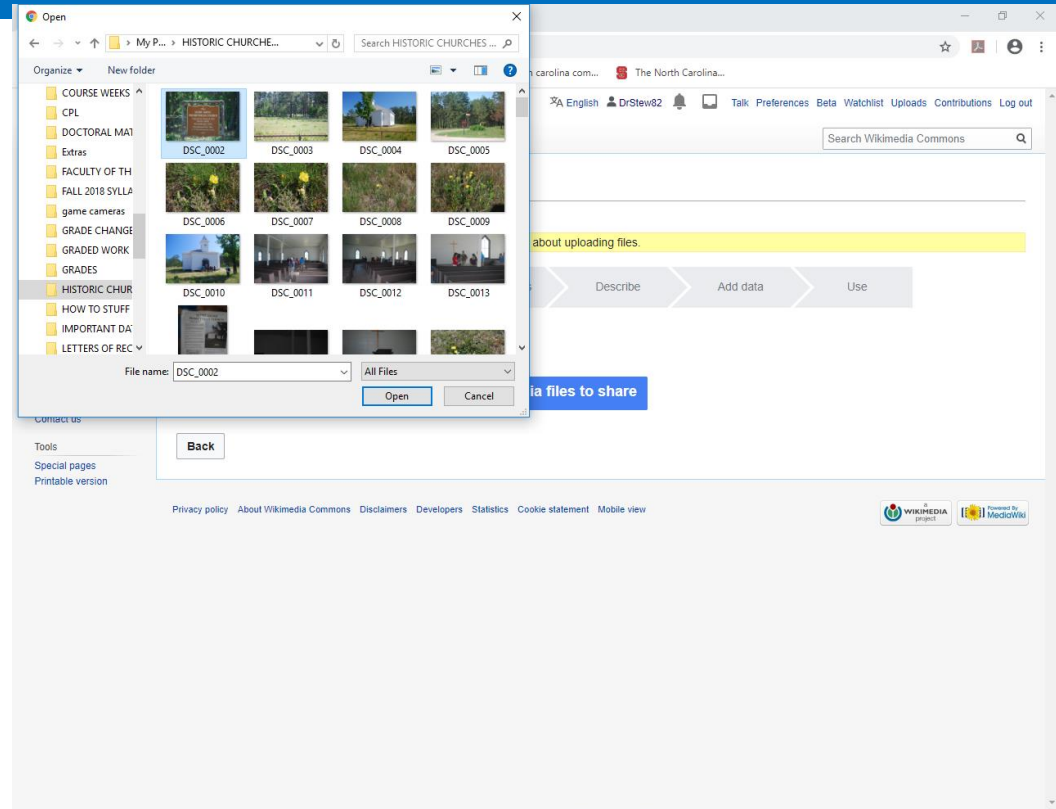 Open
My P... > HISTORIC CHURCHE...
Search HISTORIC CHURCHES ...
Organize
New folder
COURSE WEEKS
CPL
DOCTORAL MAT
Extras
FACULTY OF TH
FALL 2018 SYLLA
game cameras
GRADE CHANGE
GRADED WORK
GRADES
HISTORIC CHUR
HOW TO STUFF
IMPORTANT DA
LETTERS OF REC
DSC_0002
DSC_0003
DSC_0004
DSC_0005
DSC_0006
DSC_0007
DSC_0008
DSC_0009
DSC_0010
DSC_0011
DSC_0012
DSC_0013
File name: DSC_0002
All Files
Open
Cancel
carolina com...
The North Carolina...
English DrStew82 Talk Preferences Beta Watchlist Uploads Contributions Log out
Search Wikimedia Commons
about uploading files.
Describe
Add data
Use
ia files to share
Contact us
Back
Tools
Special pages
Printable version
Privacy policy About Wikimedia Commons Disclaimers Developers Statistics Cookie statement Mobile view
a
WIKIMEDIA
project
Powered By
MediaWiki